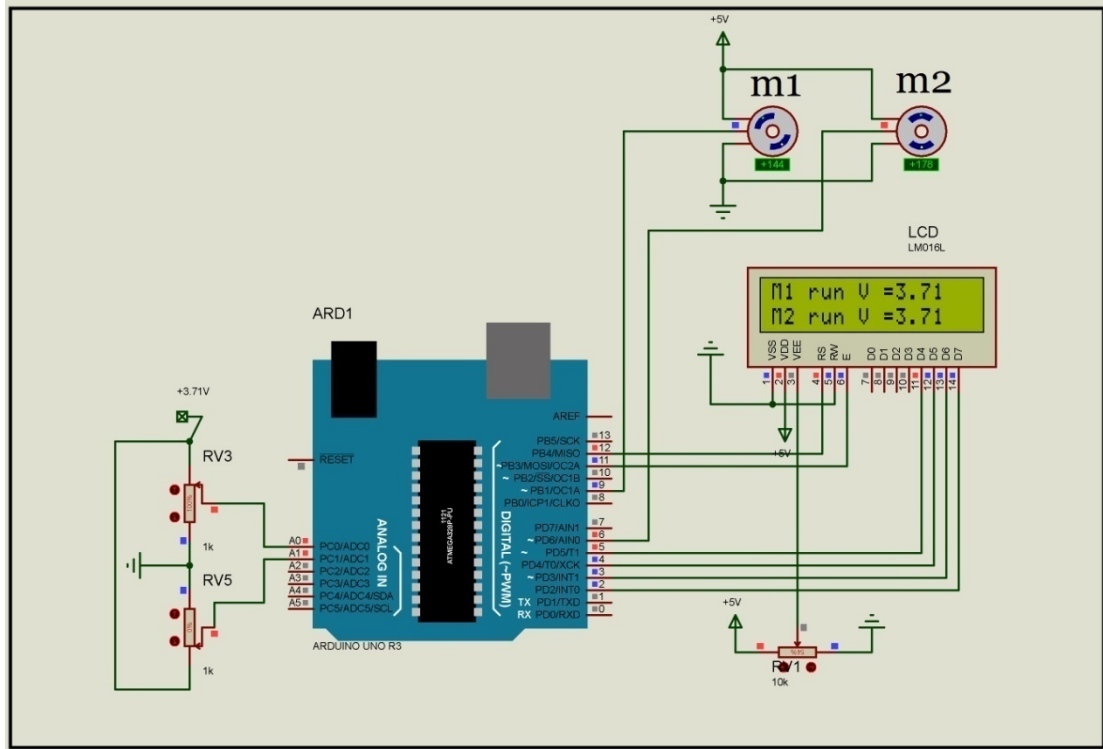 +5V
m1
m2
+144
+178
LCD
LM016L
M1 run V =3.71
M2 run V =3.71
VSS
VDD
VEE
RS
RW
E
D0
D1
D2
D3
D4
D5
D6
D7
1
2
3
4
5
6
7
8
9
10
11
12
13
14
+5V
ARD1
+3.71V
RV3
100%
1k
RV5
0%
1k
RESET
AREF
PB5/SCK 13
PB4/MISO 12
~PB3/MOSI/OC2A 11
~ PB2/SS/OC1B 10
~ PB1/OC1A 9
PB0/ICP1/CLKO 8
PD7/AIN1 7
~ PD6/AIN0 6
~ PD5/T1 5
PD4/T0/XCK 4
~ PD3/INT1 3
PD2/INT0 2
TX PD1/TXD 1
RX PD0/RXD 0
A0 PC0/ADC0
A1 PC1/ADC1
A2 PC2/ADC2
A3 PC3/ADC3
A4 PC4/ADC4/SDA
A5 PC5/ADC5/SCL
ANALOG IN
1121
ATMEGA328P-PU
DIGITAL (~PWM)
ARDUINO UNO R3
+5V
RV1
10k